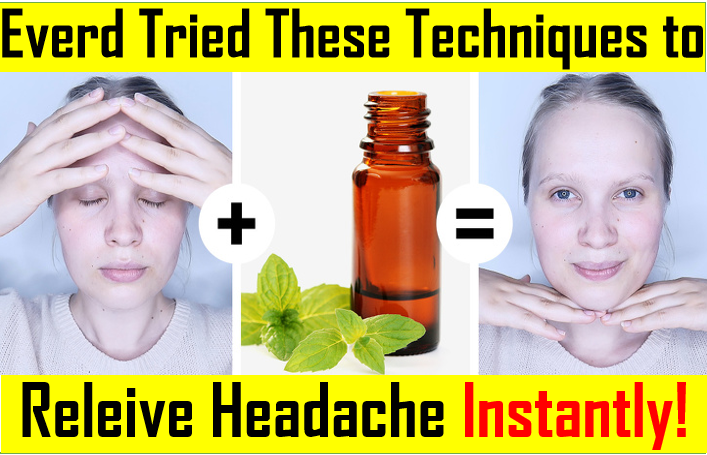 Everd Tried These Techniques to
+ =
Releive Headache Instantly!